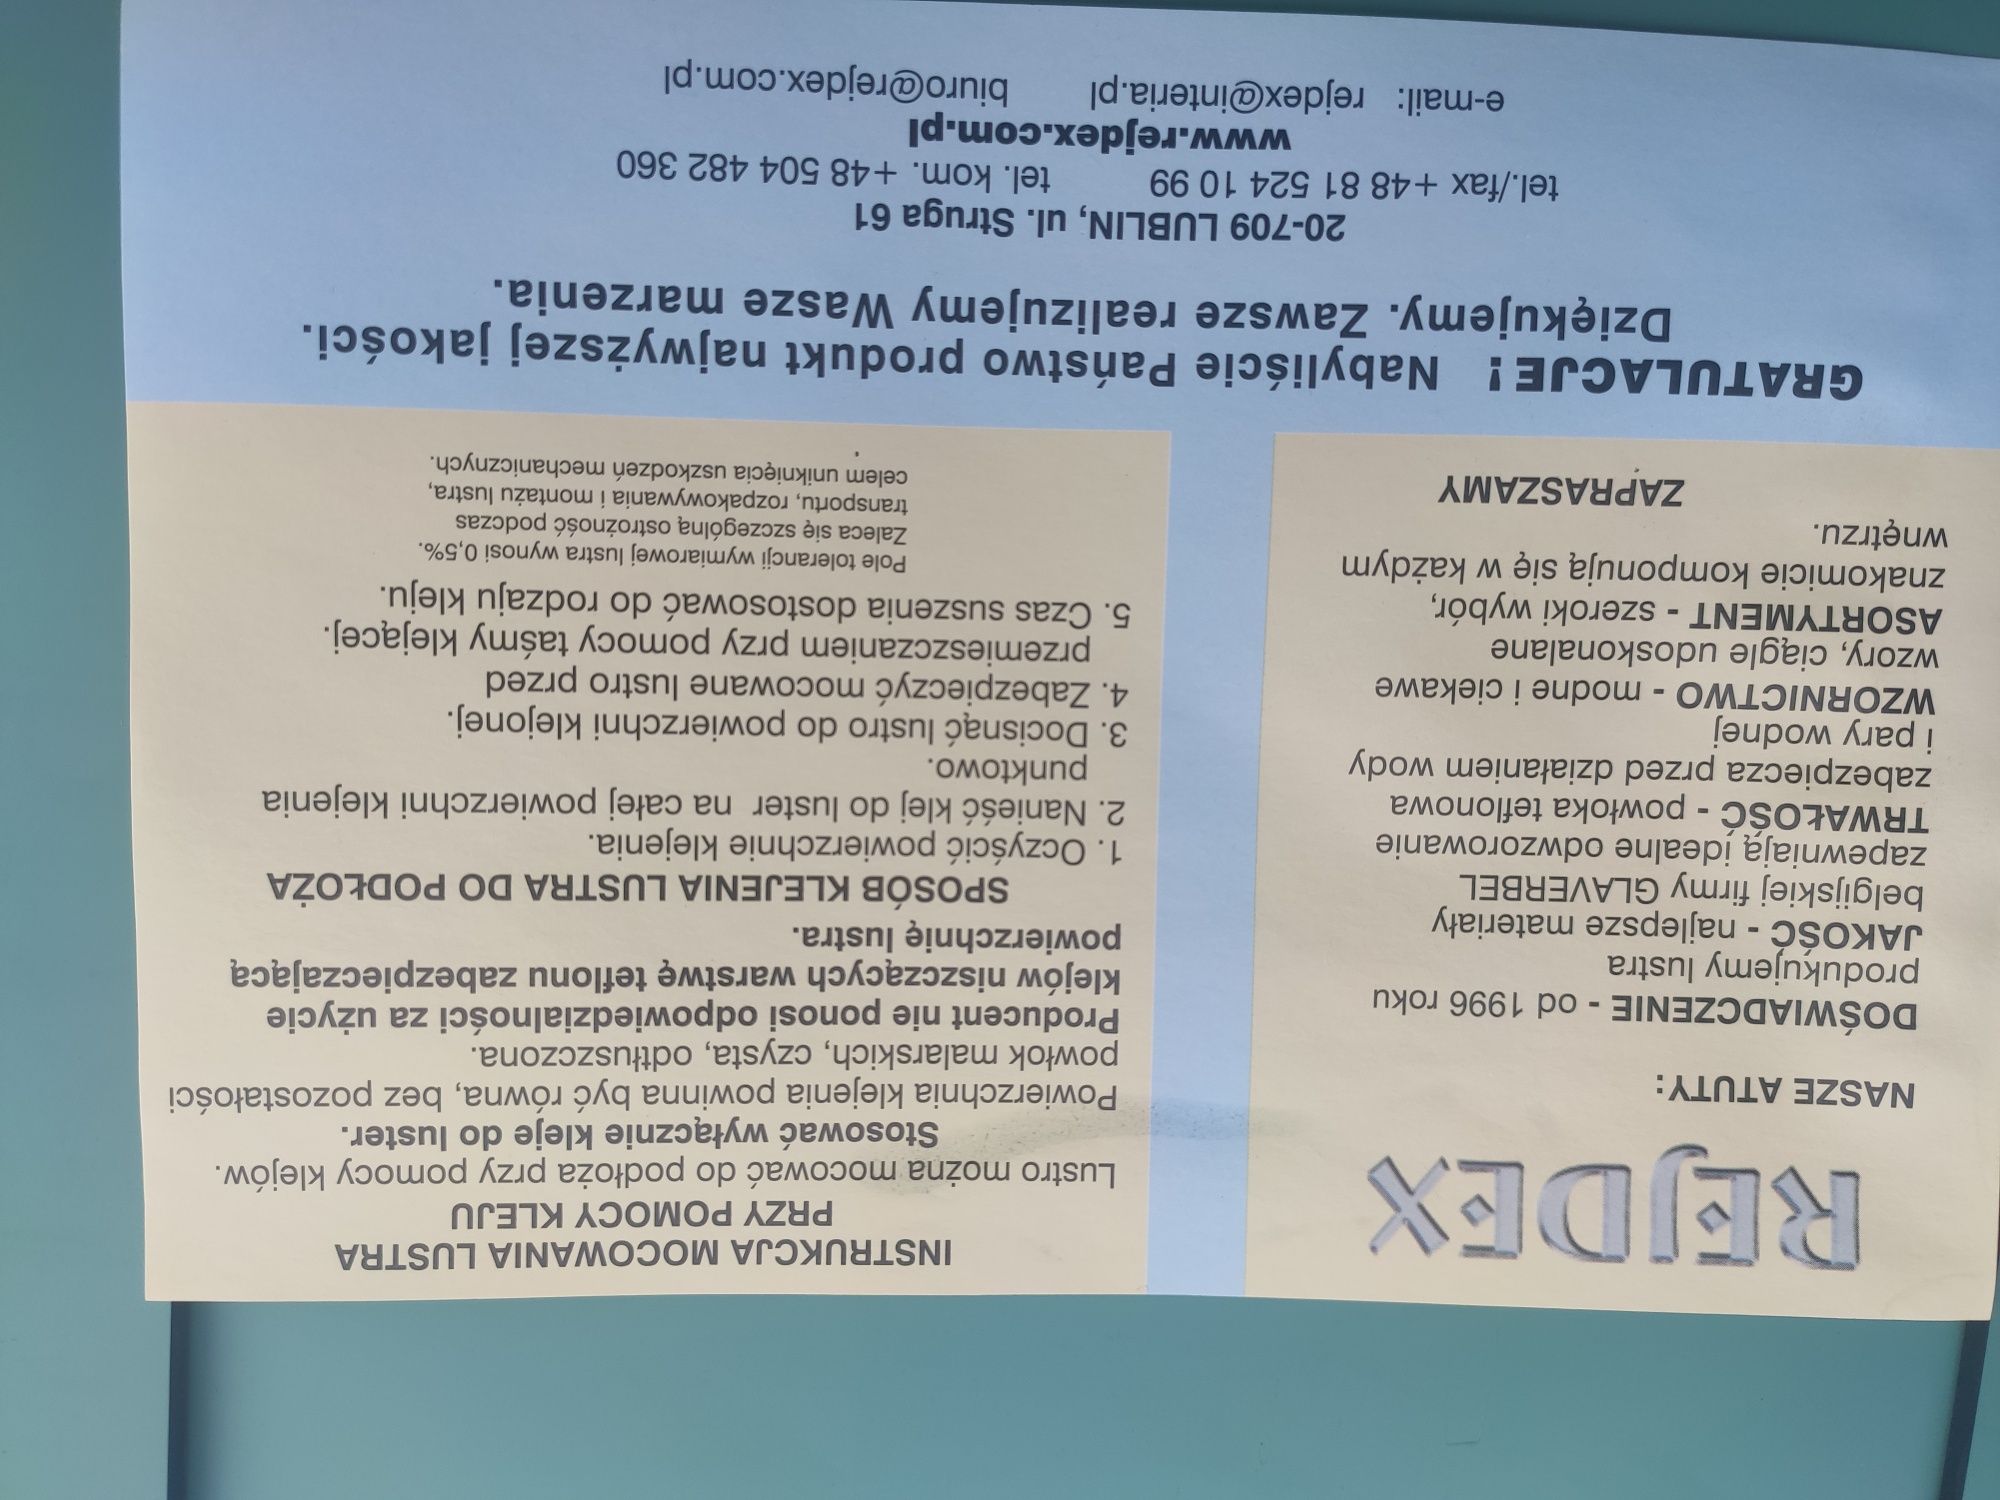 REJDEX
NASZE ATUTY:
DOŚWIADCZENIE - od 1996 roku
produkujemy lustra
JAKOŚĆ - najlepsze materiały
belgijskiej firmy GLAVERBEL
zapewniają idealne odwzorowanie
TRWAŁOŚĆ - powłoka teflonowa
zabezpiecza przed działaniem wody
i pary wodnej
WZORNICTWO - modne i ciekawe
wzory, ciągle udoskonalane
ASORTYMENT - szeroki wybór,
znakomicie komponują się w każdym
wnętrzu.
ZAPRASZAMY
INSTRUKCJA MOCOWANIA LUSTRA
PRZY POMOCY KLEJU
Lustro można mocować do podłoża przy pomocy klejów.
Stosować wyłącznie kleje do luster.
Powierzchnia klejenia powinna być równa, bez pozostałości
powłok malarskich, czysta, odtłuszczona.
Producent nie ponosi odpowiedzialności za użycie
klejów niszczących warstwę teflonu zabezpieczającą
powierzchnię lustra.
SPOSÓB KLEJENIA LUSTRA DO PODŁOŻA
1. Oczyścić powierzchnie klejenia.
2. Nanieść klej do luster na całej powierzchni klejenia
punktowo.
3. Docisnąć lustro do powierzchni klejonej.
4. Zabezpieczyć mocowane lustro przed
przemieszczaniem przy pomocy taśmy klejącej.
5. Czas suszenia dostosować do rodzaju kleju.
Pole tolerancji wymiarowej lustra wynosi 0,5%.
Zaleca się szczególną ostrożność podczas
transportu, rozpakowywania i montażu lustra,
celem uniknięcia uszkodzeń mechanicznych.
GRATULACJE! Nabyliście Państwo produkt najwyższej jakości.
Dziękujemy. Zawsze realizujemy Wasze marzenia.
20-709 LUBLIN, ul. Struga 61
tel./fax +48 81 524 10 99 tel. kom. +48 504 482 360
www.rejdex.com.pl
e-mail: rejdex@interia.pl biuro@rejdex.com.pl